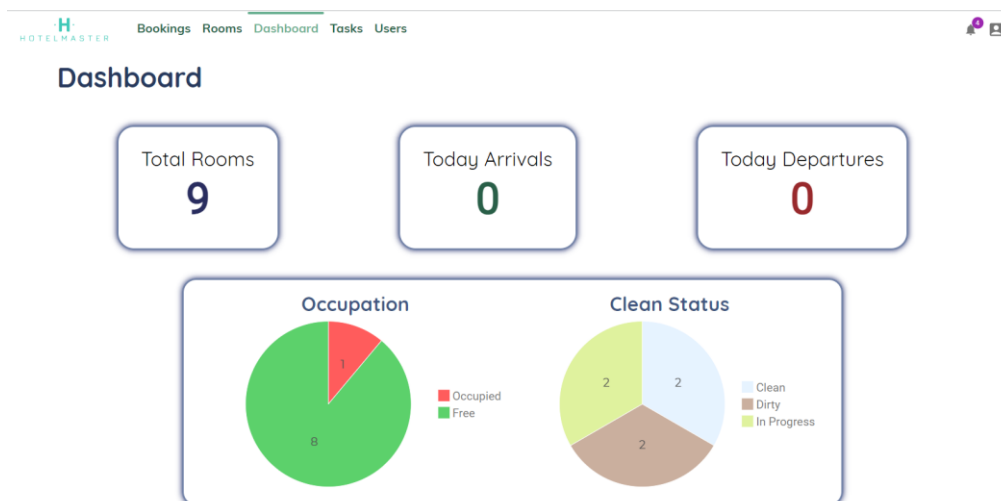 H
HOTELMASTER
Bookings Rooms Dashboard Tasks Users
4
Dashboard
Total Rooms
9
Today Arrivals
0
Today Departures
0
Occupation
1
8
Occupied
Free
Clean Status
2
2
2
Clean
Dirty
In Progress